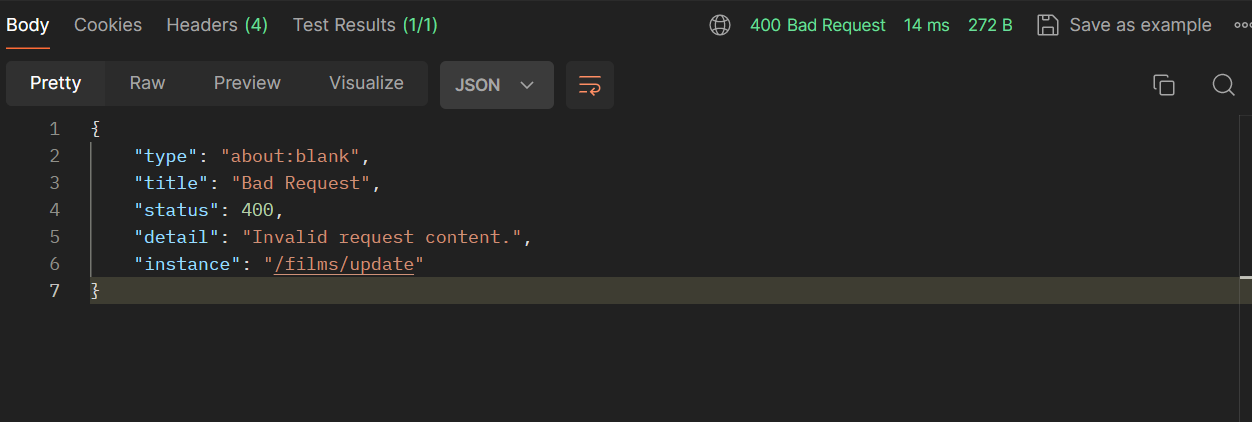 Body Cookies Headers (4) Test Results (1/1) 400 Bad Request 14 ms 272 B Save as example
Pretty Raw Preview Visualize JSON
1 {
2 "type": "about:blank",
3 "title": "Bad Request",
4 "status": 400,
5 "detail": "Invalid request content.",
6 "instance": "/films/update"
7 }